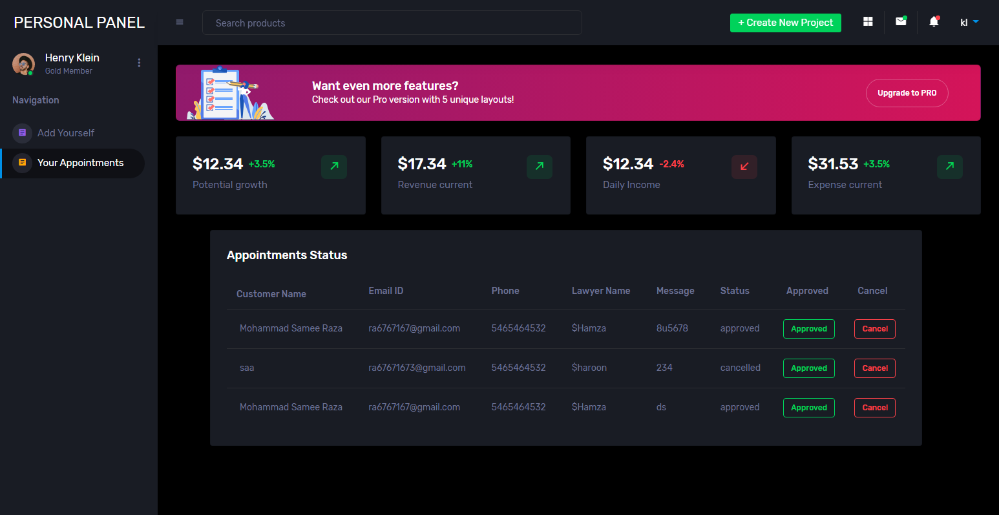 PERSONAL PANEL
Search products
+ Create New Project
kl
Henry Klein
Gold Member
Navigation
Add Yourself
Your Appointments
Want even more features?
Check out our Pro version with 5 unique layouts!
Upgrade to PRO
$12.34 +3.5%
Potential growth
$17.34 +11%
Revenue current
$12.34 -2.4%
Daily Income
$31.53 +3.5%
Expense current
Appointments Status
Customer Name Email ID Phone Lawyer Name Message Status Approved Cancel
Mohammad Samee Raza ra6767167@gmail.com 5465464532 $Hamza 8u5678 approved Approved Cancel
saa ra67671673@gmail.com 5465464532 $haroon 234 cancelled Approved Cancel
Mohammad Samee Raza ra6767167@gmail.com 5465464532 $Hamza ds approved Approved Cancel